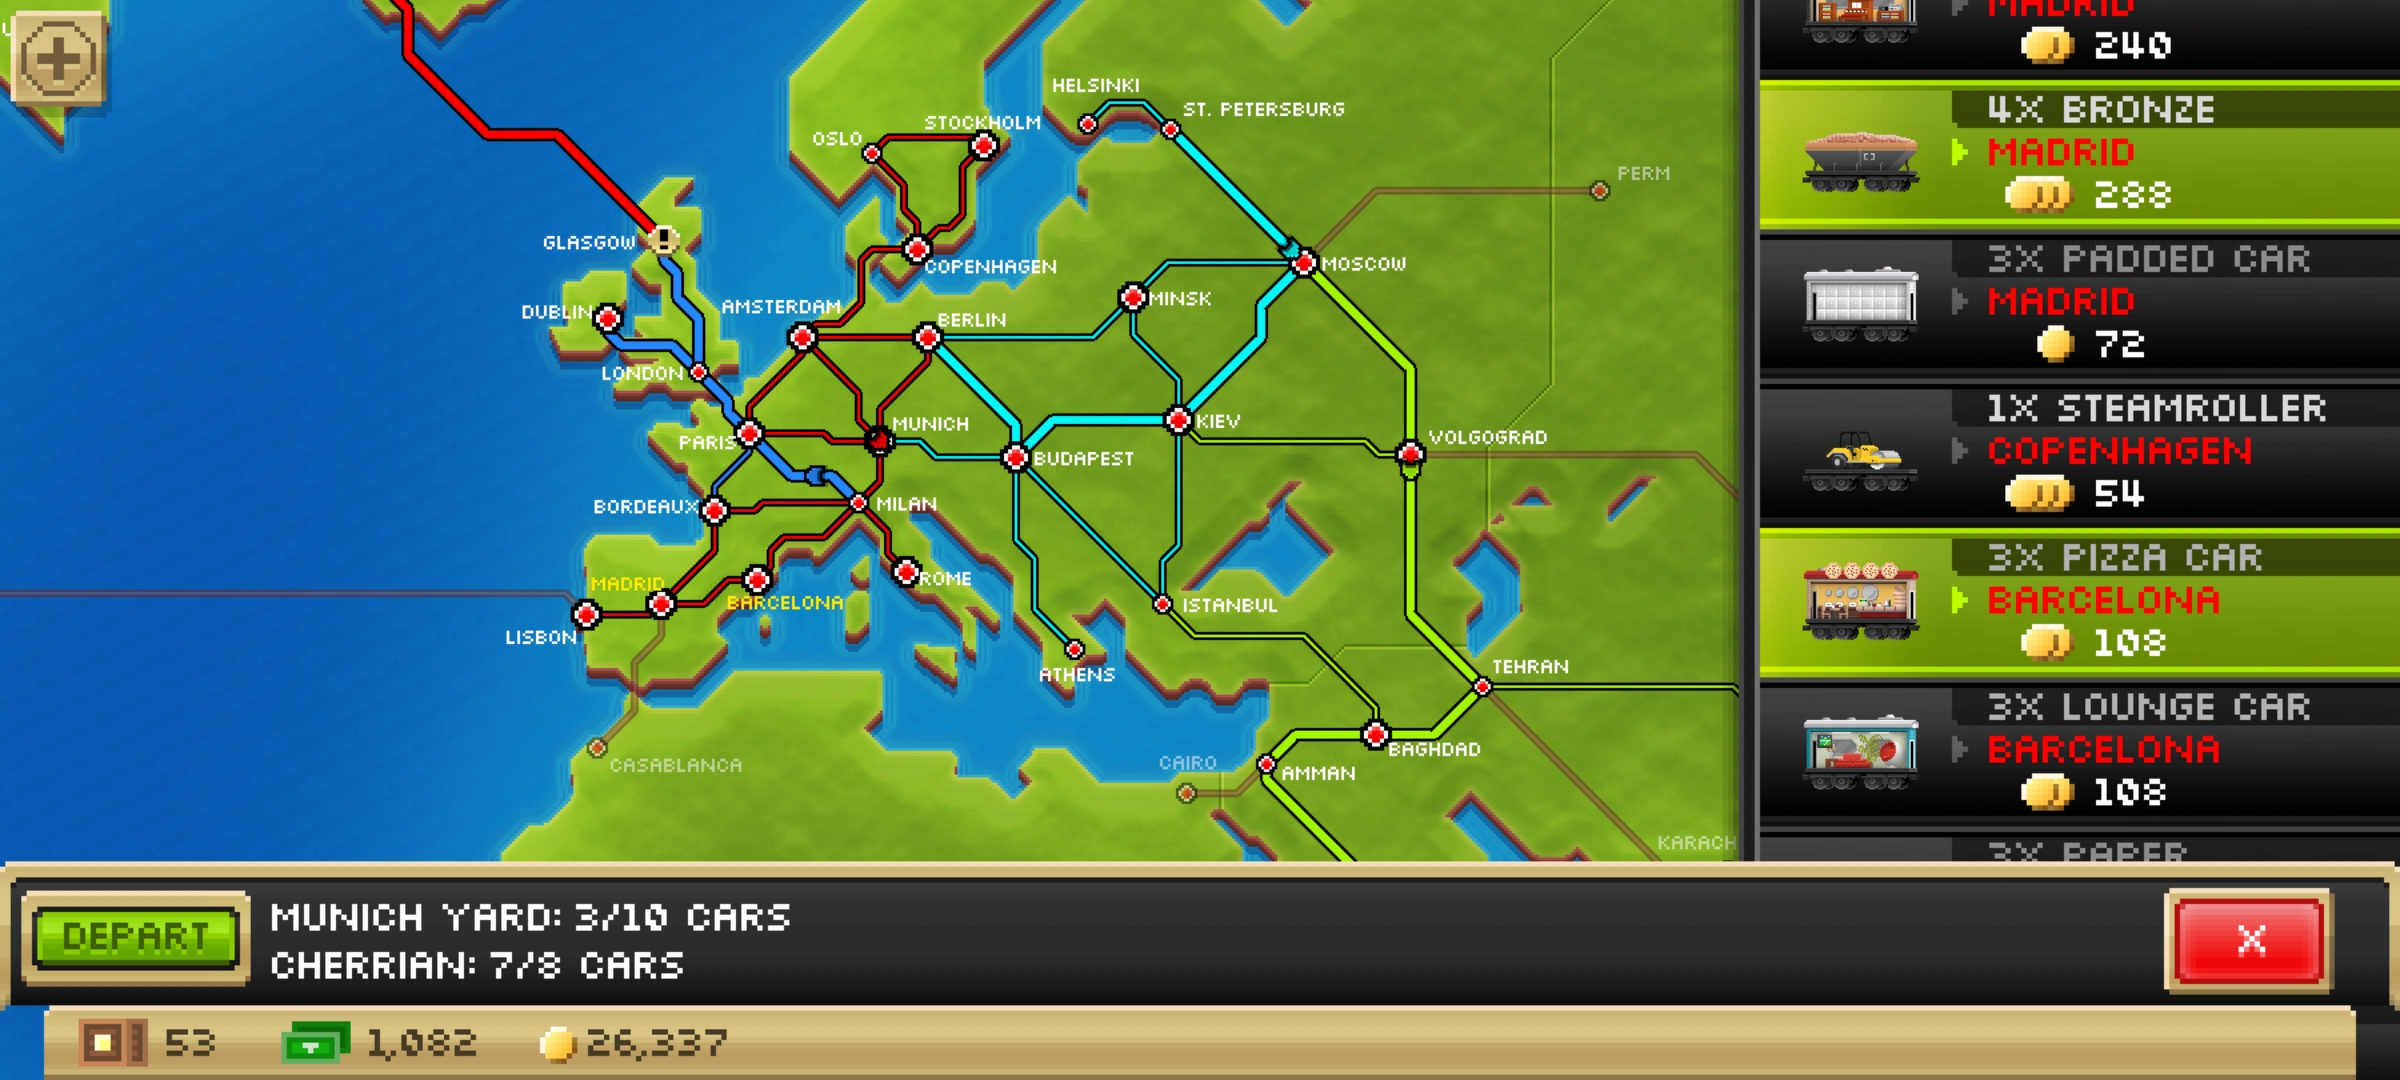 HELSINKI
ST. PETERSBURG
STOCKHOLM
OSLO
PERM
GLASGOW
COPENHAGEN
MOSCOW
DUBLIN
AMSTERDAM
BERLIN
MINSK
LONDON
PARIS
MUNICH
KIEV
BUDAPEST
VOLGOGRAD
BORDEAUX
MILAN
MADRID
BARCELONA
ROME
LISBON
ISTANBUL
ATHENS
TEHRAN
CASABLANCA
CAIRO
AMMAN
BAGHDAD
KARACH
MADRID
240
4X BRONZE
MADRID
288
3X PADDED CAR
MADRID
72
1X STEAMROLLER
COPENHAGEN
54
3X PIZZA CAR
BARCELONA
108
3X LOUNGE CAR
BARCELONA
108
3X PAPER
DEPART
MUNICH YARD: 3/10 CARS
CHERRIAN: 7/8 CARS
X
53
1,082
26,337